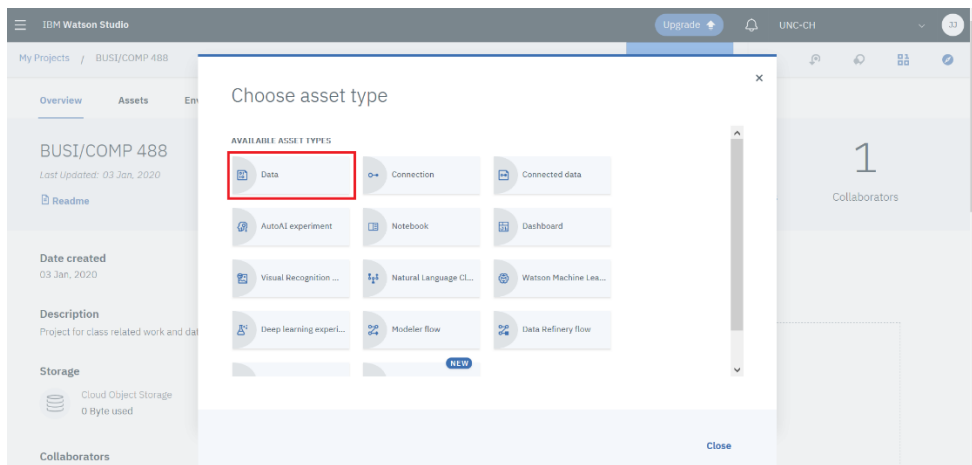 IBM Watson Studio
Upgrade
UNC-CH
JJ
My Projects / BUSI/COMP 488
Overview Assets En
Choose asset type
AVAILABLE ASSET TYPES
Data Connection Connected data
AutoAI experiment Notebook Dashboard
Visual Recognition ... Natural Language Cl... Watson Machine Lea...
Deep learning experi... Modeler flow Data Refinery flow
NEW
Close
BUSI/COMP 488
Last Updated: 03 Jan, 2020
Readme
1
Collaborators
Date created
03 Jan, 2020
Description
Project for class related work and dat
Storage
Cloud Object Storage
0 Byte used
Collaborators